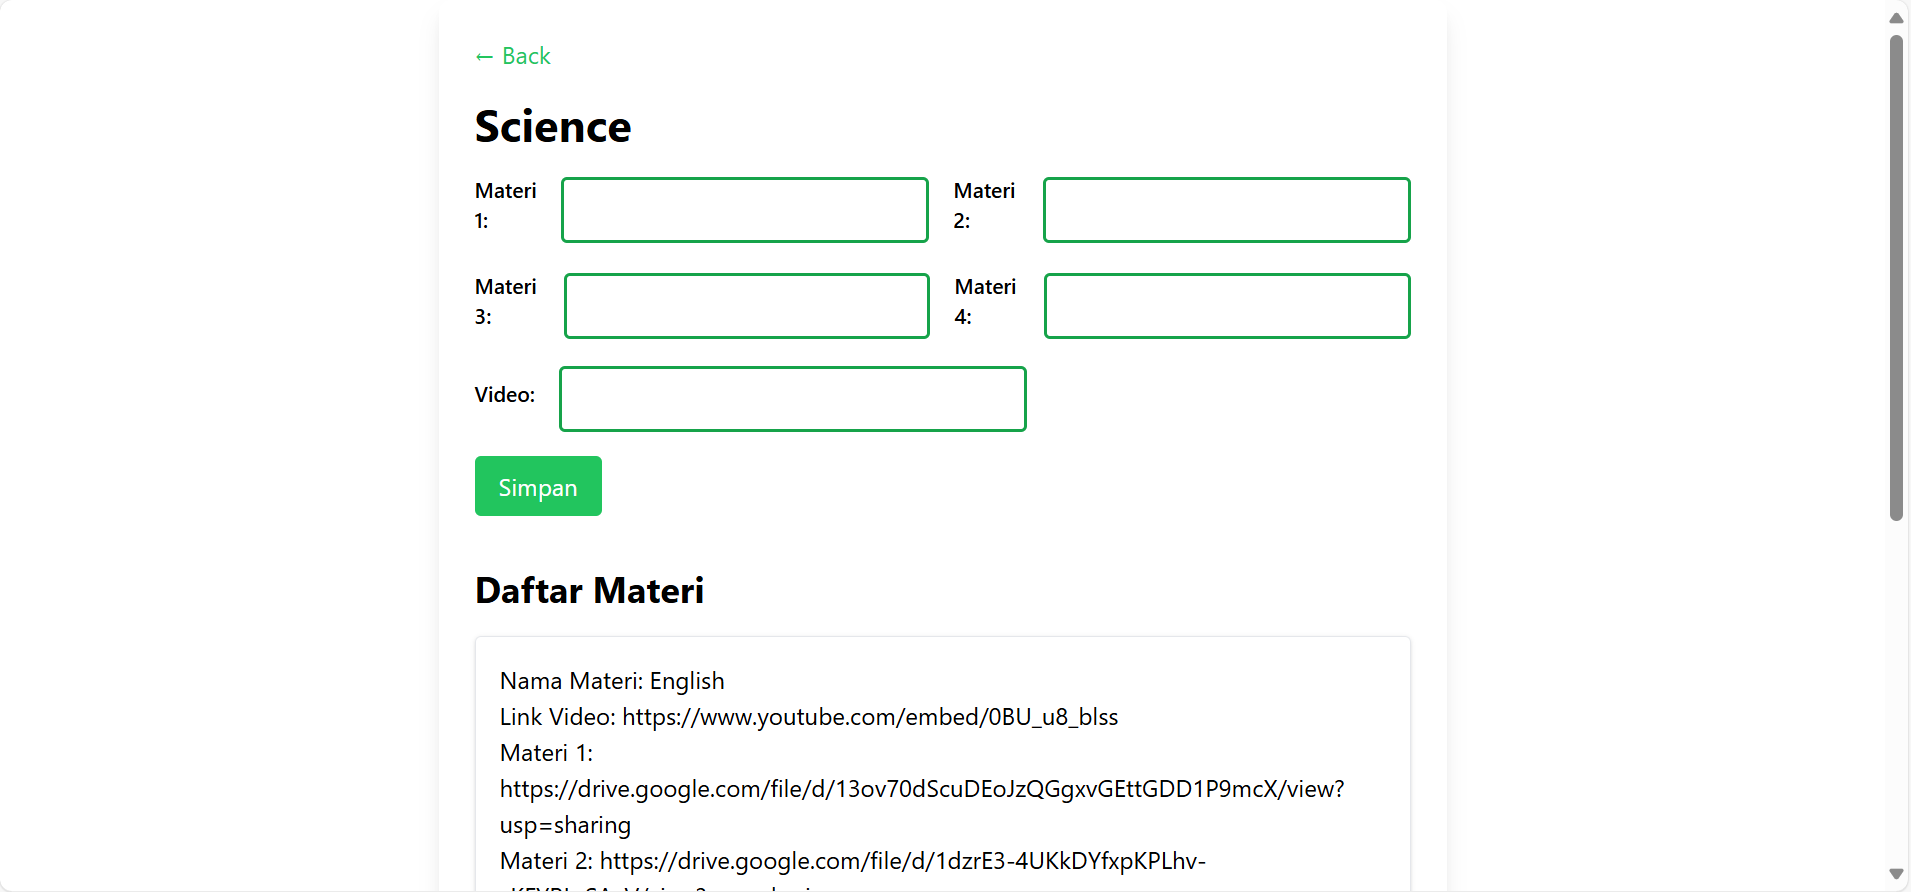 ← Back
Science
Materi 1:
Materi 2:
Materi 3:
Materi 4:
Video:
Simpan
Daftar Materi
Nama Materi: English
Link Video: https://www.youtube.com/embed/0BU_u8_blss
Materi 1:
https://drive.google.com/file/d/13ov70dScuDEoJzQGgxvGEttGDD1P9mcX/view?
usp=sharing
Materi 2: https://drive.google.com/file/d/1dzrE3-4UKkDYfxpKPLhv-